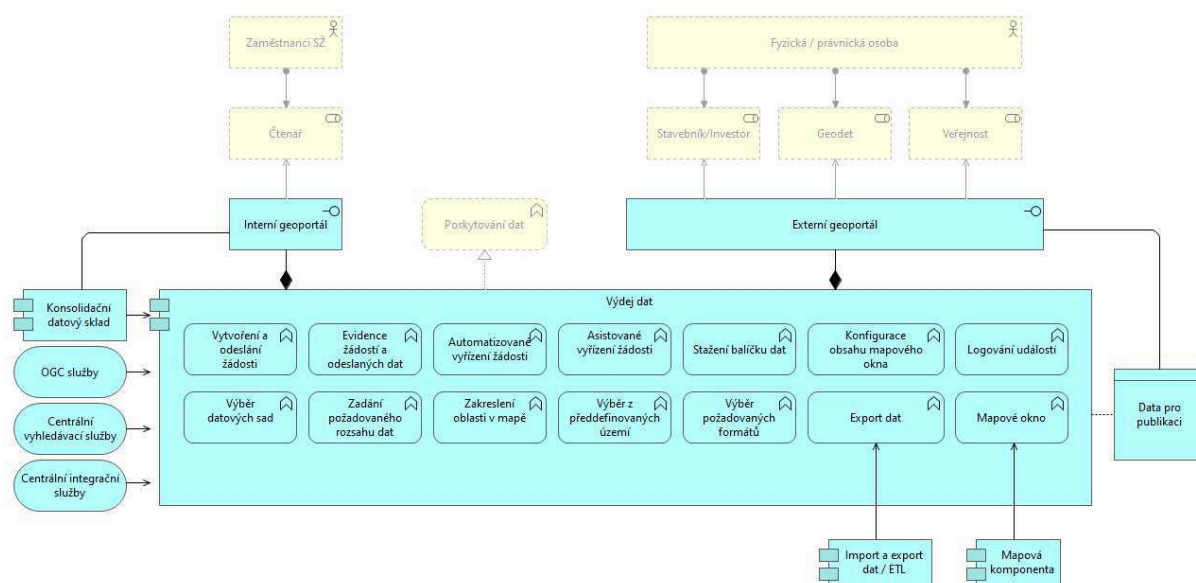 Zaměstnanci SŽ
Fyzická / právnická osoba
Čtenář
Stavebník/Investor
Geodet
Veřejnost
Interní geoportál
Poskytování dat
Externí geoportál
Konsolidační
datový sklad
OGC služby
Centrální
vyhledávací služby
Centrální integrační
služby
Výdej dat
Vytvoření a
odeslání
žádosti
Evidence
žádostí a
odeslaných dat
Automatizované
vyřízení žádosti
Asistované
vyřízení žádosti
Stažení balíčku dat
Konfigurace
obsahu mapového
okna
Logování událostí
Výběr
datových sad
Zadání
požadovaného
rozsahu dat
Zakreslení
oblasti v mapě
Výběr z
předdefinovaných
území
Výběr
požadovaných
formátů
Export dat
Mapové okno
Data pro
publikaci
Import a export
dat / ETL
Mapová
komponenta